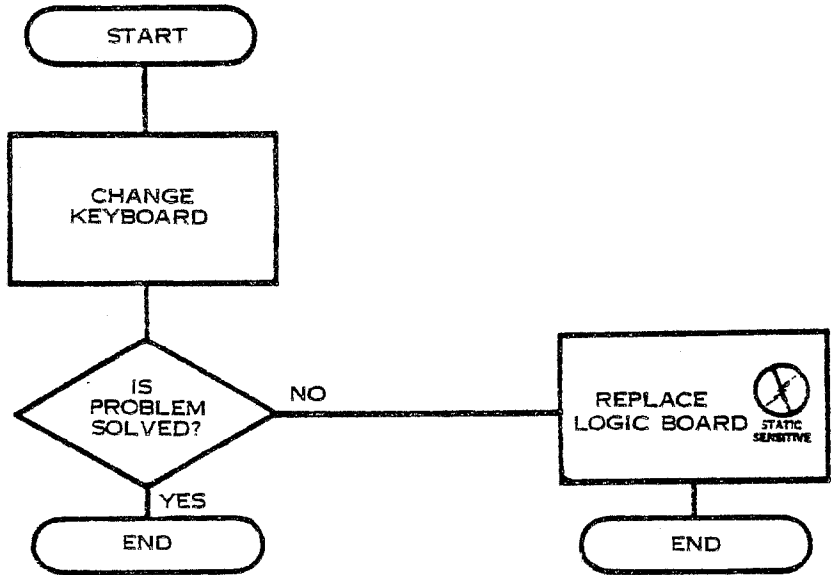 START
CHANGE
KEYBOARD
IS
PROBLEM
SOLVED?
NO
REPLACE
LOGIC BOARD
STATIC
SENSITIVE
YES
END
END